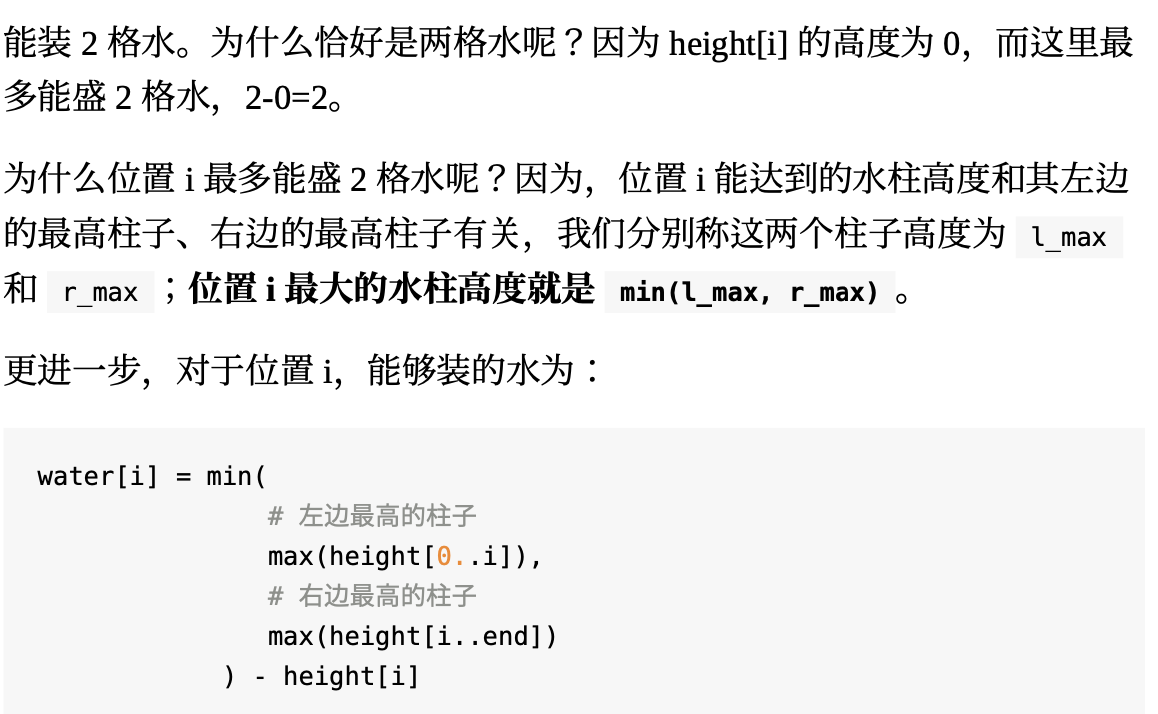 能装 2 格水。为什么恰好是两格水呢？因为 height[i] 的高度为 0，而这里最
多能盛 2 格水，2-0=2。
为什么位置 i 最多能盛 2 格水呢？因为，位置 i 能达到的水柱高度和其左边
的最高柱子、右边的最高柱子有关，我们分别称这两个柱子高度为 l_max
和 r_max ；位置 i 最大的水柱高度就是 min(l_max, r_max) 。
更进一步，对于位置 i，能够装的水为：
water[i] = min(
# 左边最高的柱子
max(height[0..i]),
# 右边最高的柱子
max(height[i..end])
) - height[i]